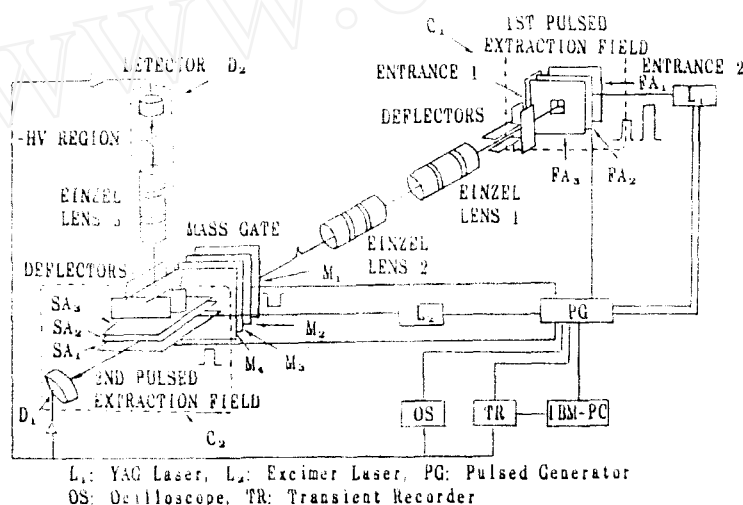 C₁
1ST PULSED
EXTRACTION FIELD
DETECTOR D₂
ENTRANCE 1
ENTRANCE 2
FA₁
L₁
-HV REGION
DEFLECTORS
FA₃
FA₂
EINZEL
LENS 3
EINZEL
LENS 1
MASS GATE
EINZEL
LENS 2
DEFLECTORS
M₁
SA₃
SA₂
SA₁
L₂
PG
M₂
M₃
M₄
2ND PULSED
EXTRACTION FIELD
D₁
C₂
OS
TR
IBM-PC
L₁: YAG Laser, L₂: Excimer Laser, PG: Pulsed Generator
OS: Ocilloscope, TR: Transient Recorder